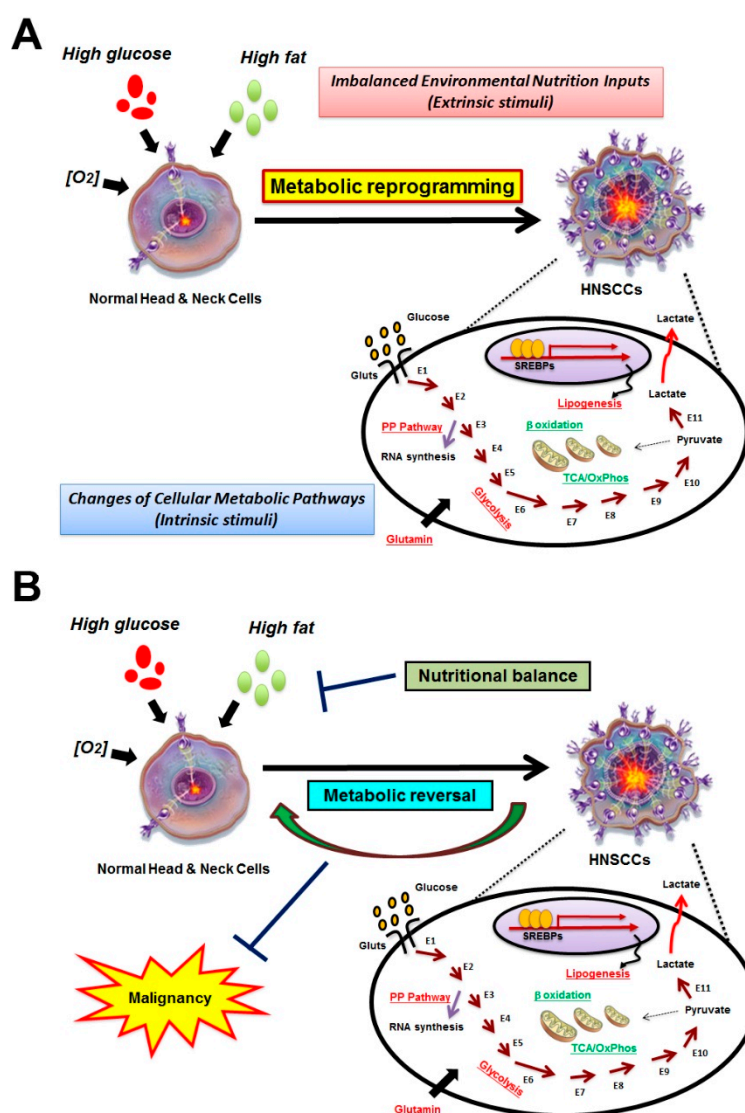 A
High glucose
High fat
Imbalanced Environmental Nutrition Inputs
(Extrinsic stimuli)
[O2]
Metabolic reprogramming
Normal Head & Neck Cells
HNSCCs
Glucose
Gluts
E1
E2
E3
E4
E5
E6
E7
E8
E9
E10
E11
SREBPs
Lipogenesis
Lactate
Lactate
PP Pathway
RNA synthesis
β oxidation
Pyruvate
TCA/OxPhos
Glycolysis
Glutamin
Changes of Cellular Metabolic Pathways
(Intrinsic stimuli)
B
High glucose
High fat
Nutritional balance
[O2]
Metabolic reversal
Normal Head & Neck Cells
HNSCCs
Malignancy
Glucose
Gluts
E1
E2
E3
E4
E5
E6
E7
E8
E9
E10
E11
SREBPs
Lipogenesis
Lactate
Lactate
PP Pathway
RNA synthesis
β oxidation
Pyruvate
TCA/OxPhos
Glycolysis
Glutamin